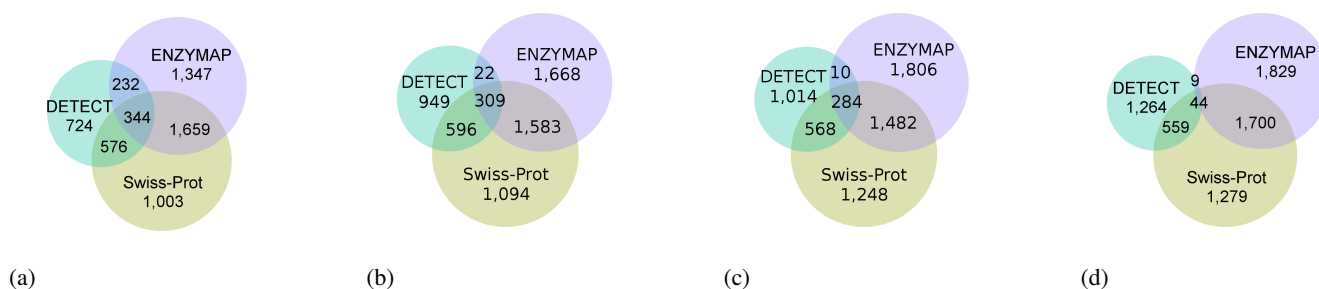 ENZYMAP
1,347
232
DETECT
724
344
1,659
576
Swiss-Prot
1,003
(a)
ENZYMAP
1,668
22
DETECT
949
309
596
1,583
Swiss-Prot
1,094
(b)
ENZYMAP
1,806
10
DETECT
1,014
284
568
1,482
Swiss-Prot
1,248
(c)
ENZYMAP
1,829
9
DETECT
1,264
44
559
1,700
Swiss-Prot
1,279
(d)